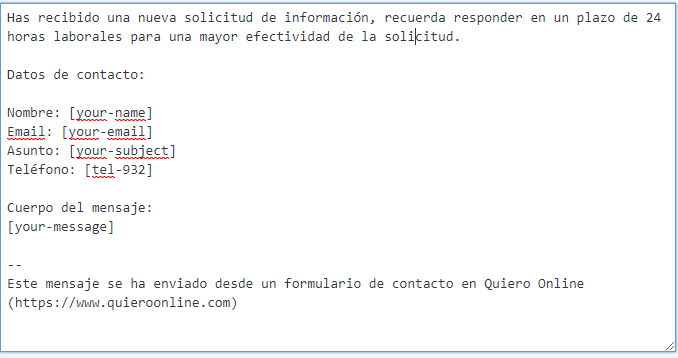 Has recibido una nueva solicitud de información, recuerda responder en un plazo de 24
horas laborales para una mayor efectividad de la solicitud.
Datos de contacto:
Nombre: [your-name]
Email: [your-email]
Asunto: [your-subject]
Teléfono: [tel-932]
Cuerpo del mensaje:
[your-message]
--
Este mensaje se ha enviado desde un formulario de contacto en Quiero Online
(https://www.quieroonline.com)